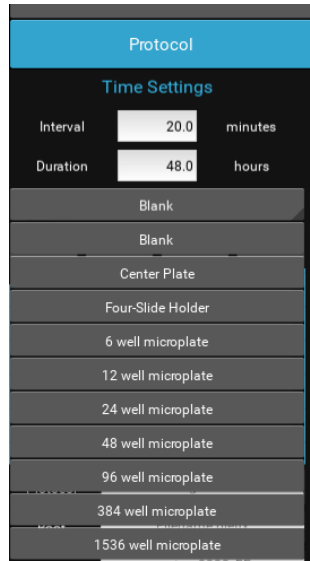 Protocol
Time Settings
Interval 20.0 minutes
Duration 48.0 hours
Blank
Blank
Center Plate
Four-Slide Holder
6 well microplate
12 well microplate
24 well microplate
48 well microplate
96 well microplate
384 well microplate
1536 well microplate